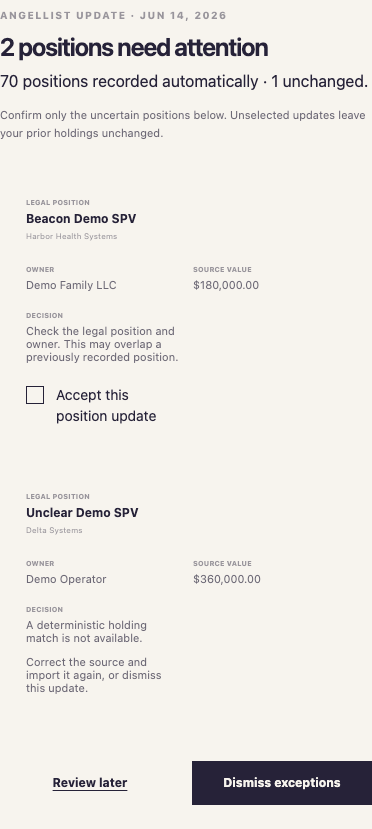 ANGELLIST UPDATE · JUN 14, 2026
2 positions need attention
70 positions recorded automatically · 1 unchanged.
Confirm only the uncertain positions below. Unselected updates leave
your prior holdings unchanged.
LEGAL POSITION
Beacon Demo SPV
Harbor Health Systems
OWNER
Demo Family LLC
SOURCE VALUE
$180,000.00
DECISION
Check the legal position and
owner. This may overlap a
previously recorded position.
Accept this
position update
LEGAL POSITION
Unclear Demo SPV
Delta Systems
OWNER
Demo Operator
SOURCE VALUE
$360,000.00
DECISION
A deterministic holding
match is not available.
Correct the source and
import it again, or dismiss
this update.
Review later
Dismiss exceptions